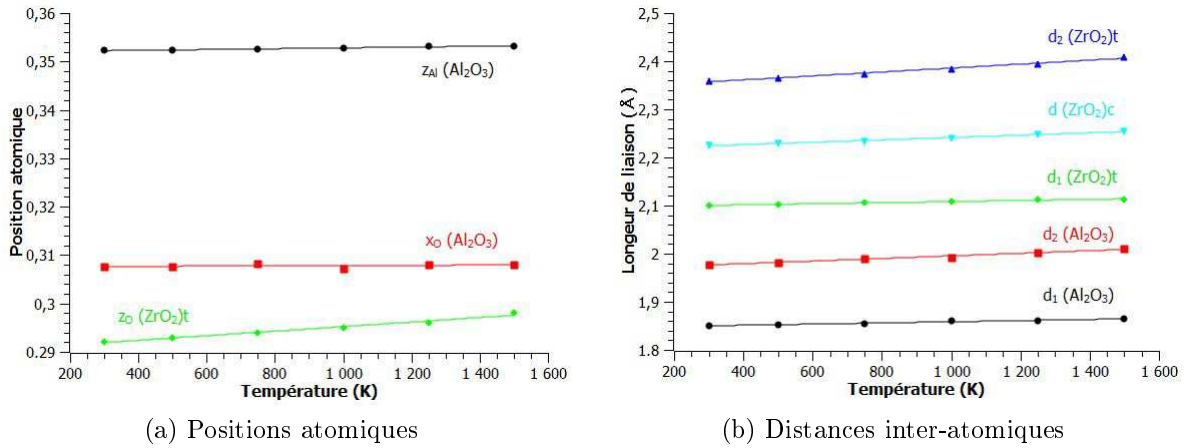 0,36
0,35
0,34
0,33
0,32
0,31
0,3
0.29
Position atomique
z_Al (Al₂O₃)
x_O (Al₂O₃)
z_O (ZrO₂)t
200 400 600 800 1 000 1 200 1 400 1 600
Température (K)
(a) Positions atomiques
2,5
2,4
2,3
2,2
2,1
2
1,9
1.8
Longeur de liaison (Å)
d₂ (ZrO₂)t
d (ZrO₂)c
d₁ (ZrO₂)t
d₂ (Al₂O₃)
d₁ (Al₂O₃)
200 400 600 800 1 000 1 200 1 400 1 600
Température (K)
(b) Distances inter-atomiques